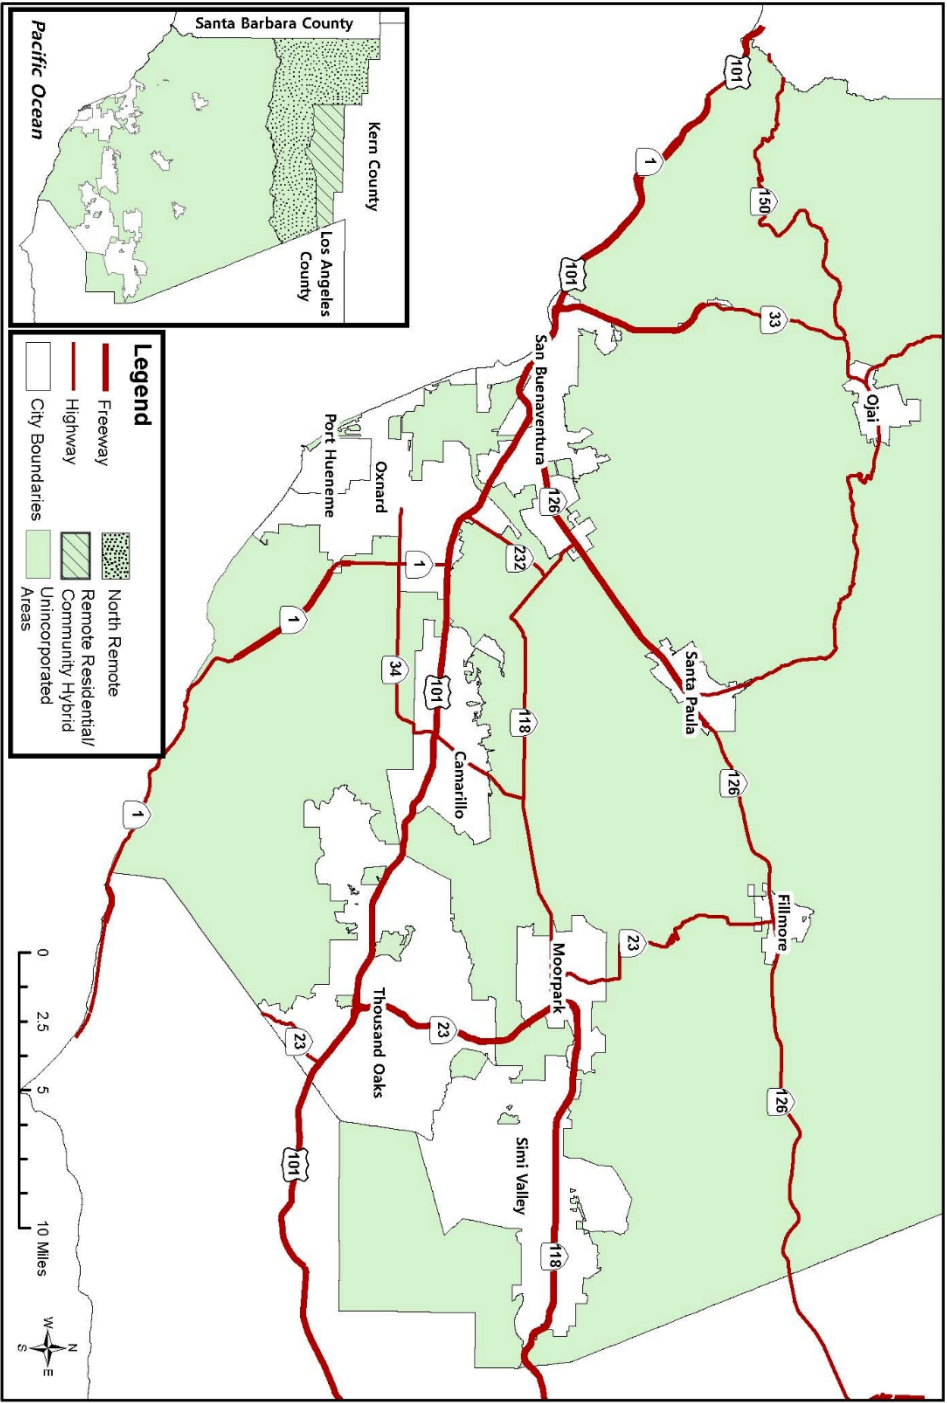 Santa Barbara County
Kern County
Los Angeles
County
Pacific Ocean
101
1
150
101
33
Ojai
San Buenaventura
126
232
Port Hueneme
Oxnard
1
1
34
101
118
Santa Paula
126
Camarillo
1
Fillmore
23
126
Moorpark
23
Thousand Oaks
23
Simi Valley
118
101
Legend
Freeway
Highway
City Boundaries
North Remote
Remote Residential/
Community Hybrid
Unincorporated
Areas
0 2.5 5 10 Miles
N
W E
S